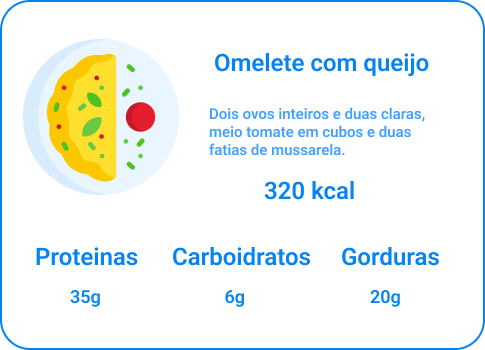 Omelete com queijo
Dois ovos inteiros e duas claras,
meio tomate em cubos e duas
fatias de mussarela.
320 kcal
Proteinas Carboidratos Gorduras
35g 6g 20g